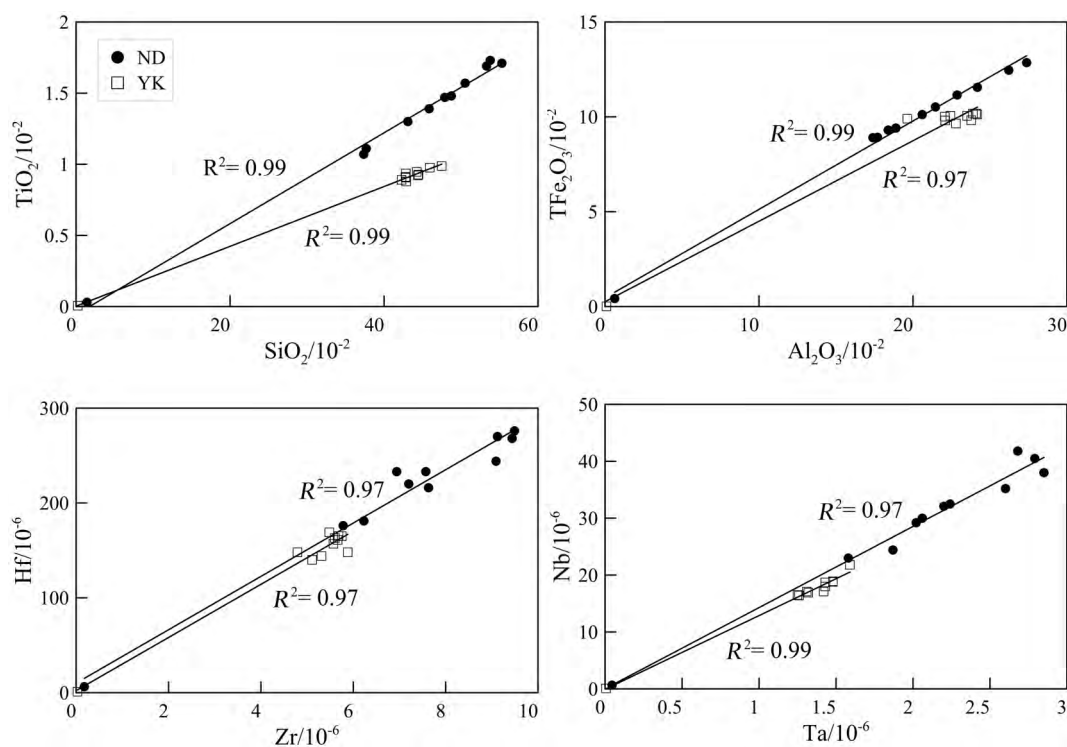 2
1.5
1
0.5
0
TiO₂/10⁻²
ND
YK
R²= 0.99
R²= 0.99
20
40
60
SiO₂/10⁻²
15
10
5
0
TFe₂O₃/10⁻²
R²= 0.99
R²= 0.97
0
10
20
30
Al₂O₃/10⁻²
300
200
100
0
Hf/10⁻⁶
R²= 0.97
R²= 0.97
0
2
4
6
8
10
Zr/10⁻⁶
50
40
30
20
10
0
Nb/10⁻⁶
R²= 0.97
R²= 0.99
0
0.5
1
1.5
2
2.5
3
Ta/10⁻⁶